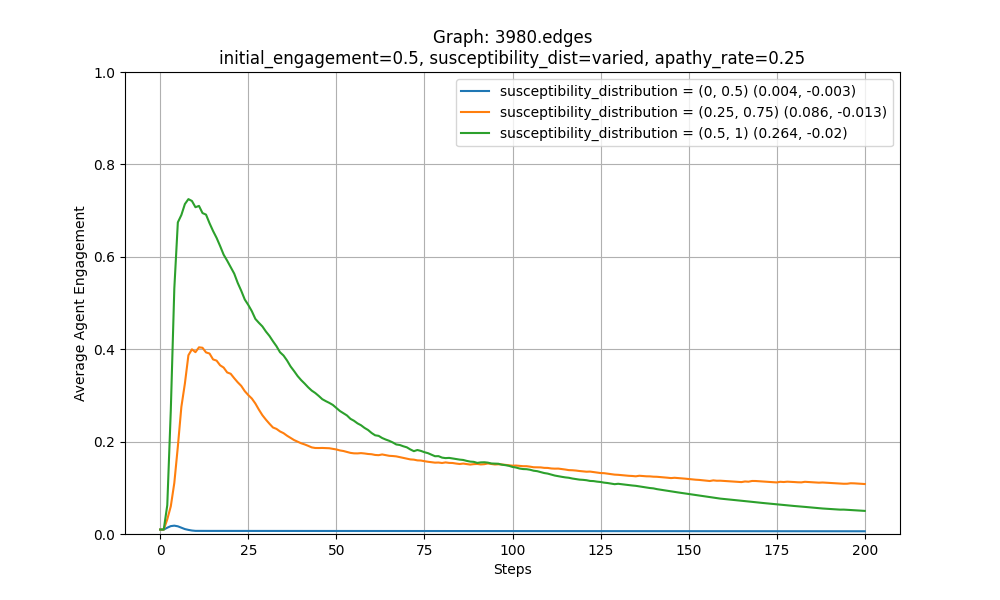 Graph: 3980.edges
initial_engagement=0.5, susceptibility_dist=varied, apathy_rate=0.25
susceptibility_distribution = (0, 0.5) (0.004, -0.003)
susceptibility_distribution = (0.25, 0.75) (0.086, -0.013)
susceptibility_distribution = (0.5, 1) (0.264, -0.02)
Average Agent Engagement
1.0
0.8
0.6
0.4
0.2
0.0
0 25 50 75 100 125 150 175 200
Steps